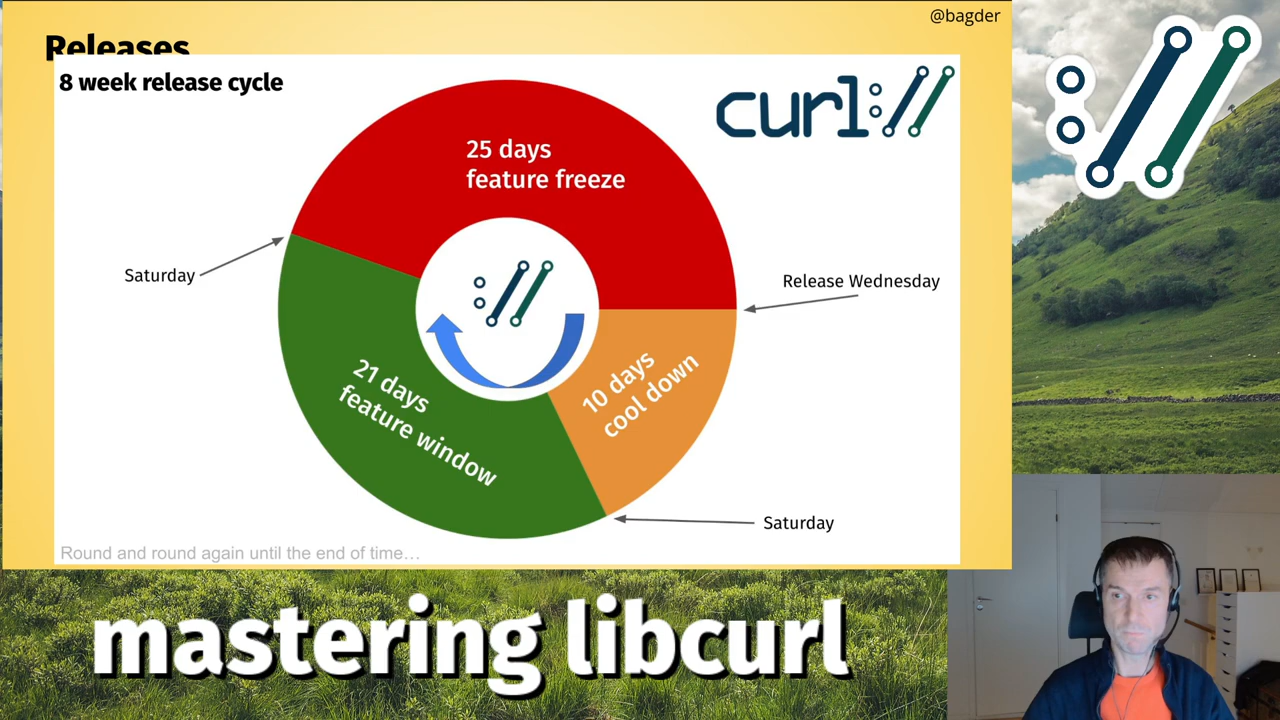 @bagder
Releases
8 week release cycle
curl://
25 days
feature freeze
Saturday
Release Wednesday
10 days
cool down
21 days
feature window
Saturday
Round and round again until the end of time…
mastering libcurl